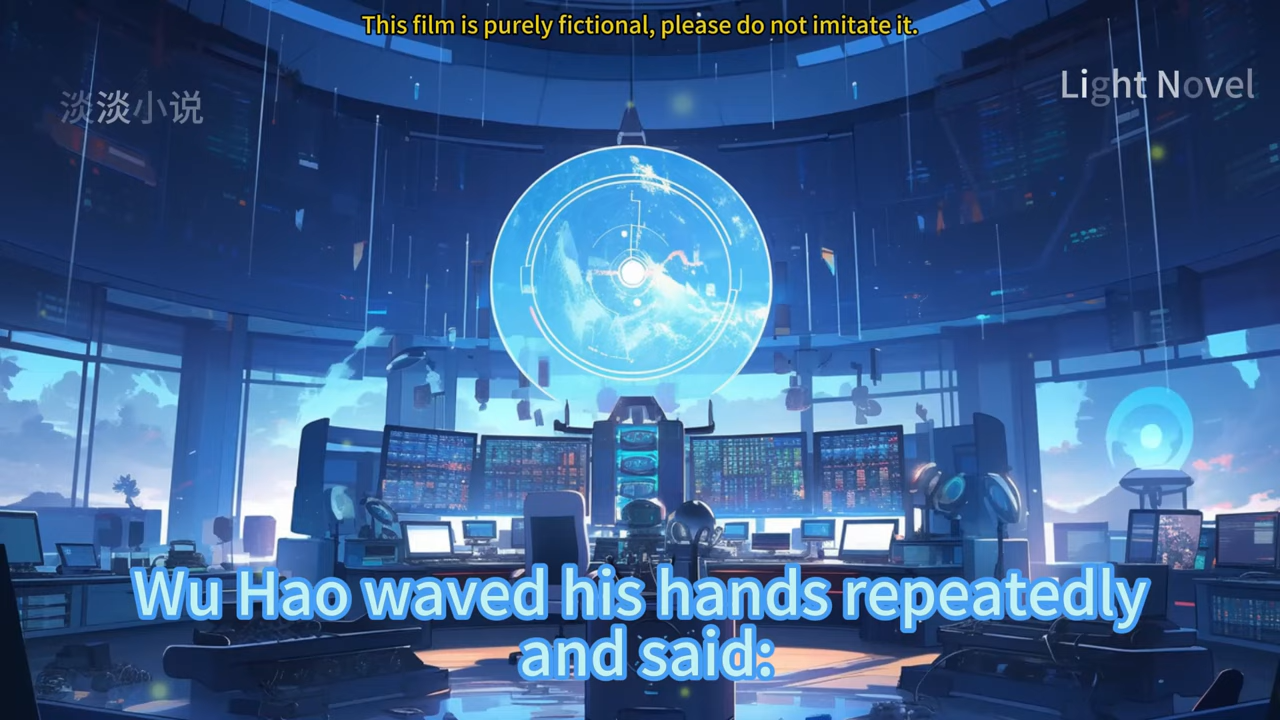 This film is purely fictional, please do not imitate it.
淡淡小说
Light Novel
Wu Hao waved his hands repeatedly
and said: